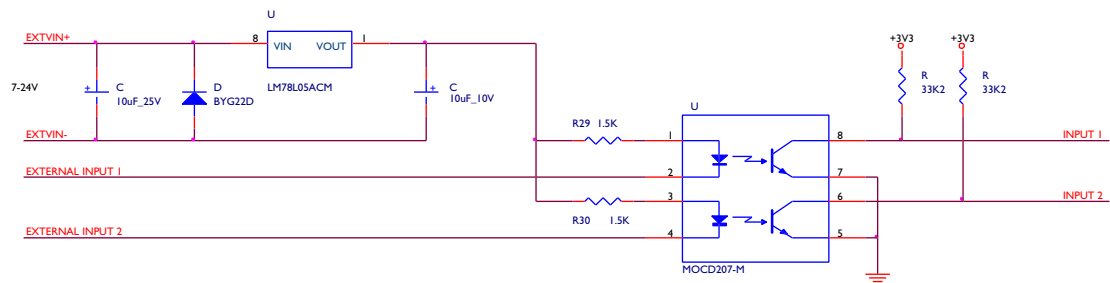 U
EXTVIN+
8
VIN
VOUT
1
+3V3
+3V3
7-24V
+
C
10uF_25V
D
BYG22D
LM78L05ACM
+
C
10uF_10V
R
33K2
R
33K2
U
EXTVIN-
R29 1.5K
1
8
INPUT 1
EXTERNAL INPUT 1
2
7
3
6
INPUT 2
R30 1.5K
EXTERNAL INPUT 2
4
5
MOCD207-M